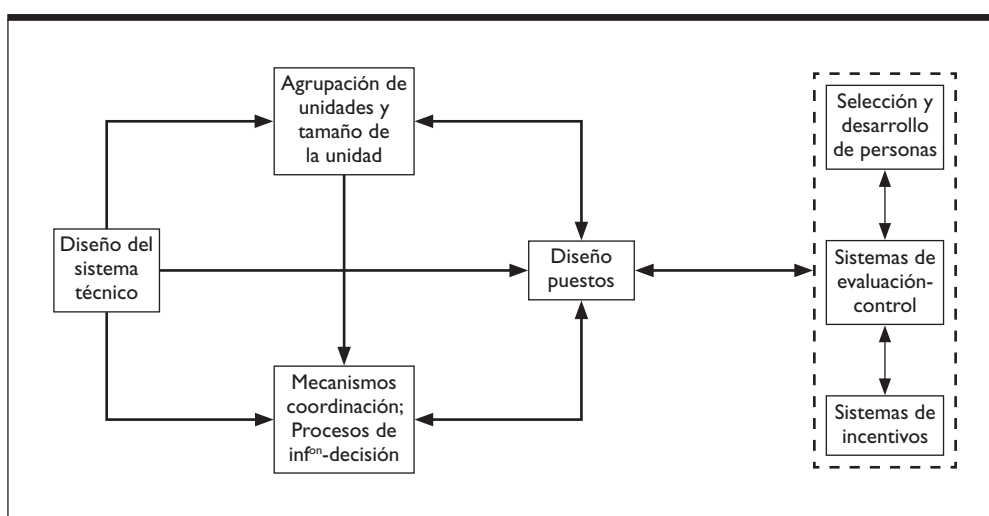 Agrupación de
unidades y
tamaño de
la unidad
Selección y
desarrollo
de personas
Diseño del
sistema
técnico
Diseño
puestos
Sistemas de
evaluación-
control
Mecanismos
coordinación;
Procesos de
infᵒⁿ-decisión
Sistemas de
incentivos